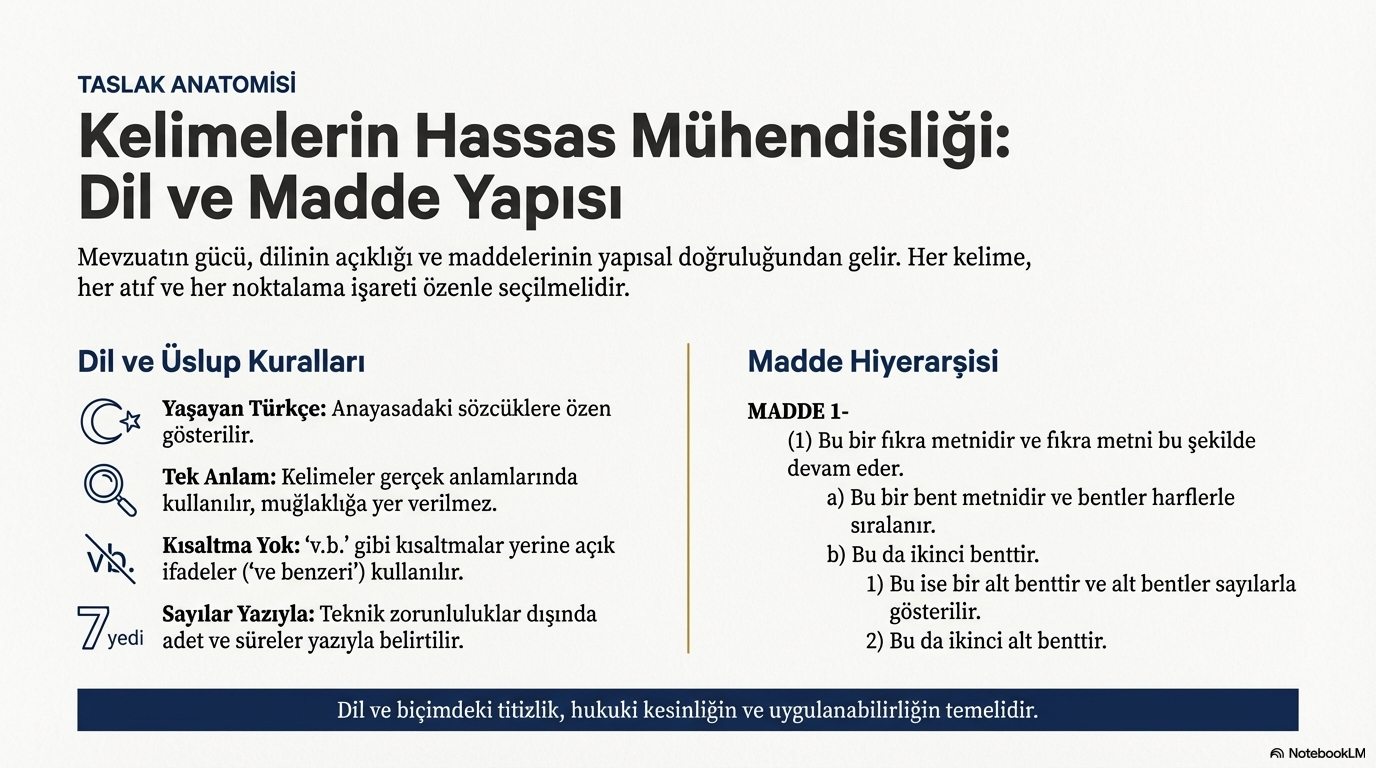 TASLAK ANATOMİSİ
Kelimelerin Hassas Mühendisliği:
Dil ve Madde Yapısı
Mevzuatın gücü, dilinin açıklığı ve maddelerinin yapısal doğruluğundan gelir. Her kelime,
her atıf ve her noktalama işareti özenle seçilmelidir.
Dil ve Üslup Kuralları
Yaşayan Türkçe: Anayasadaki sözcüklere özen
gösterilir.
Tek Anlam: Kelimeler gerçek anlamlarında
kullanılır, muğlaklığa yer verilmez.
vb.
Kısaltma Yok: ‘v.b.’ gibi kısaltmalar yerine açık
ifadeler (‘ve benzeri’) kullanılır.
7 yedi
Sayılar Yazıyla: Teknik zorunluluklar dışında
adet ve süreler yazıyla belirtilir.
Madde Hiyerarşisi
MADDE 1-
(1) Bu bir fıkra metnidir ve fıkra metni bu şekilde
devam eder.
a) Bu bir bent metnidir ve bentler harflerle
sıralanır.
b) Bu da ikinci benttir.
1) Bu ise bir alt benttir ve alt bentler sayılarla
gösterilir.
2) Bu da ikinci alt benttir.
Dil ve biçimdeki titizlik, hukuki kesinliğin ve uygulanabilirliğin temelidir.
NotebookLM